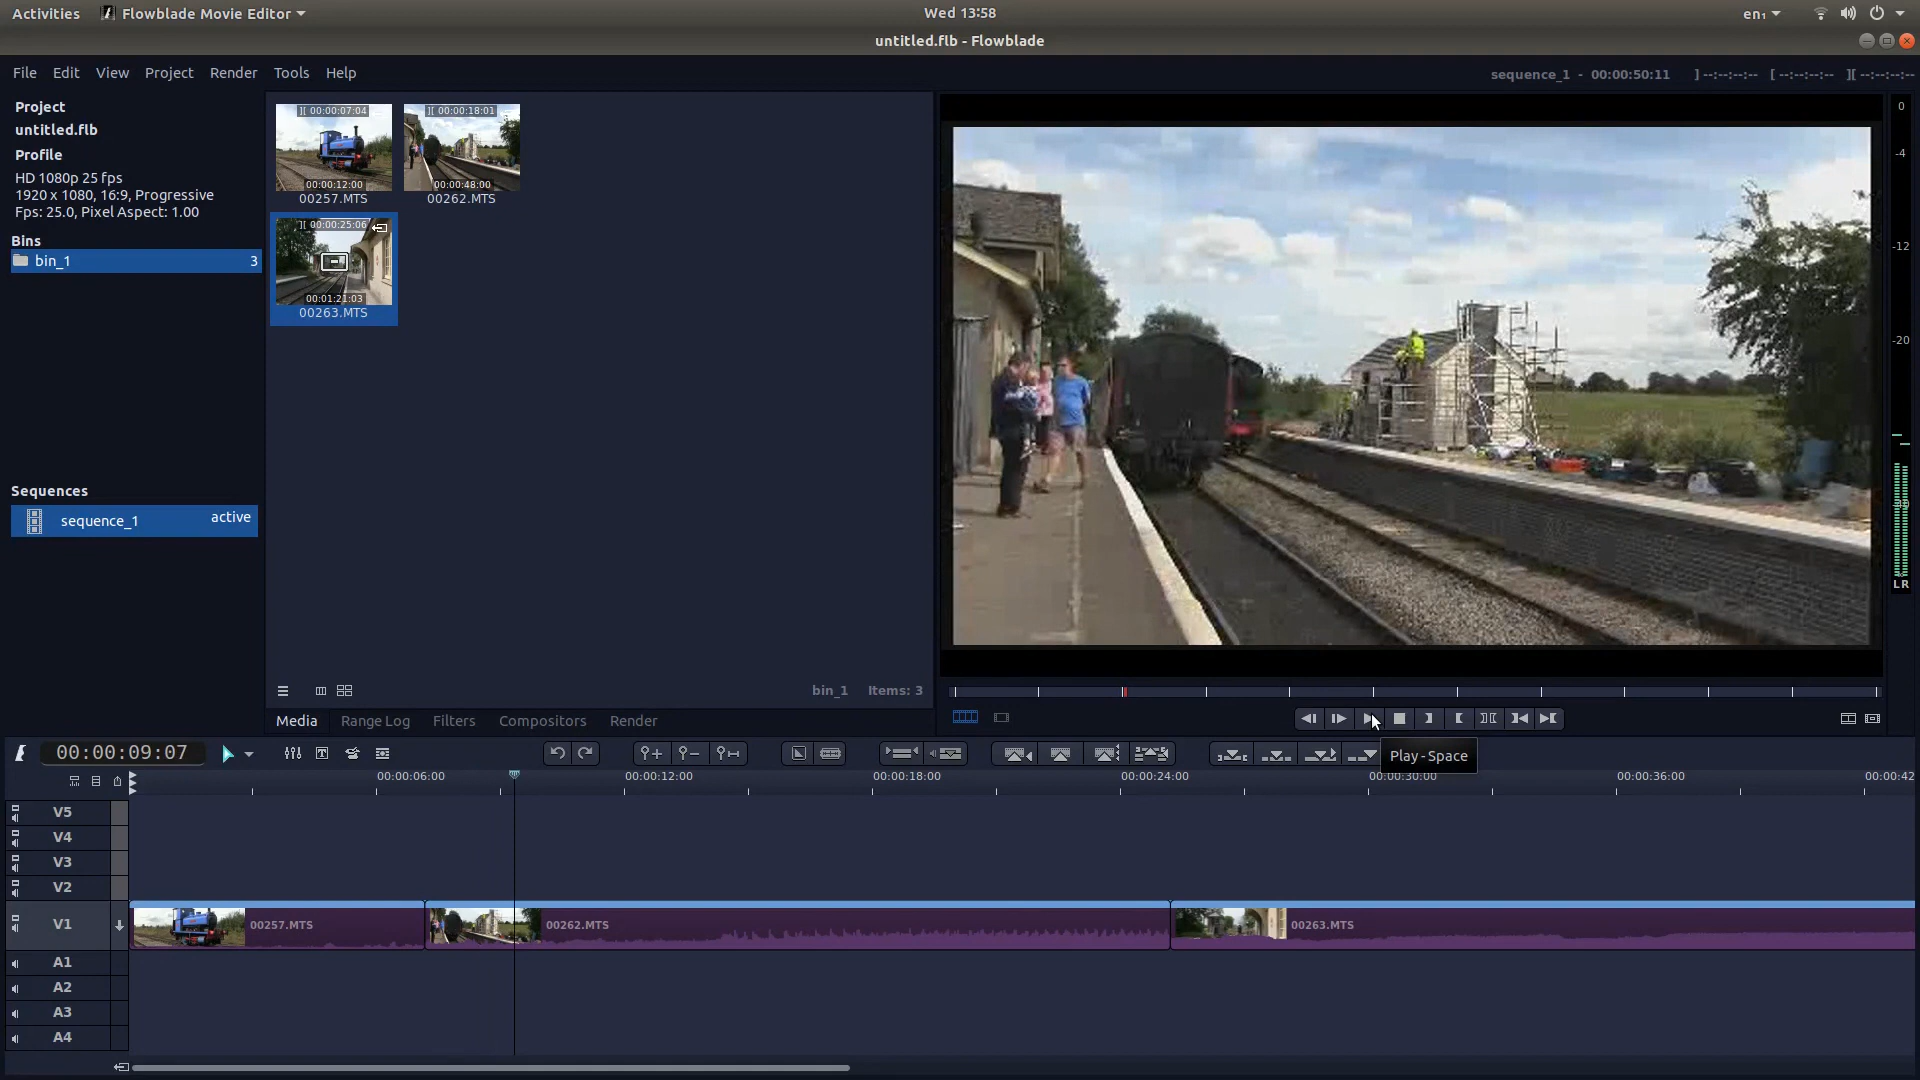 Activities Flowblade Movie Editor Wed 13:58 en₁
untitled.flb - Flowblade
File Edit View Project Render Tools Help
sequence_1 - 00:00:50:11 ] --:--:--:-- [ --:--:--:-- ][ --:--:--:--
Project
untitled.flb
Profile
HD 1080p 25 fps
1920 x 1080, 16:9, Progressive
Fps: 25.0, Pixel Aspect: 1.00
Bins
bin_1 3
Sequences
sequence_1 active
][ 00:00:07:04 ][ 00:00:18:01
00:00:12:00 00:00:48:00
00257.MTS 00262.MTS
][ 00:00:25:06
00:01:21:03
00263.MTS
bin_1 Items: 3
Media Range Log Filters Compositors Render
0
-4
-12
-20
L R
Play - Space
00:00:09:07
00:00:06:00 00:00:12:00 00:00:18:00 00:00:24:00 00:00:30:00 00:00:36:00 00:00:42
V5
V4
V3
V2
V1 00257.MTS 00262.MTS 00263.MTS
A1
A2
A3
A4